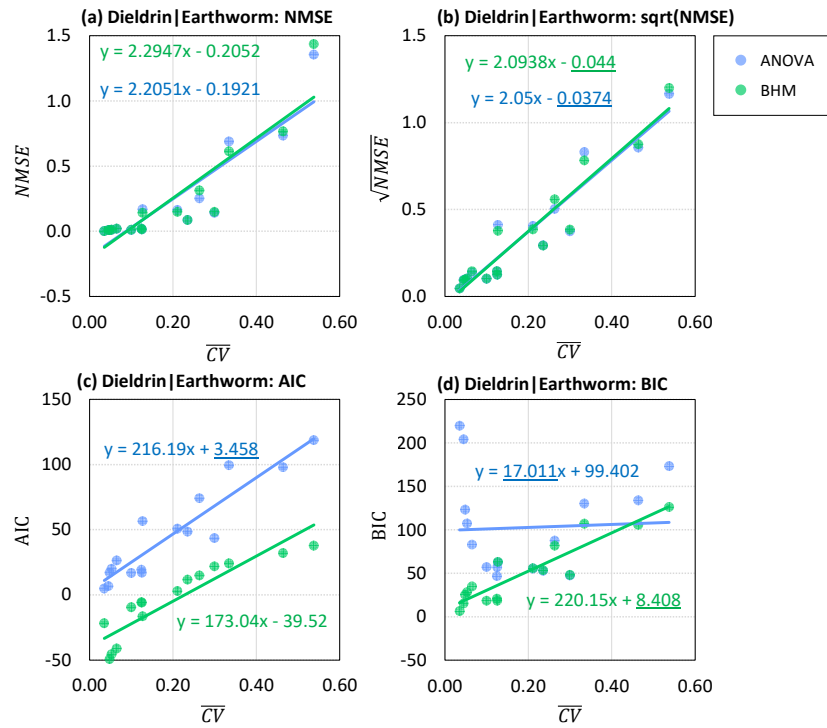 (a) Dieldrin|Earthworm: NMSE
y = 2.2947x - 0.2052
y = 2.2051x - 0.1921
1.5
1.0
0.5
0.0
-0.5
NMSE
0.00 0.20 0.40 0.60
CV
(b) Dieldrin|Earthworm: sqrt(NMSE)
y = 2.0938x - 0.044
y = 2.05x - 0.0374
1.5
1.0
0.5
0.0
√NMSE
0.00 0.20 0.40 0.60
CV
ANOVA
BHM
(c) Dieldrin|Earthworm: AIC
y = 216.19x + 3.458
y = 173.04x - 39.52
150
100
50
0
-50
AIC
0.00 0.20 0.40 0.60
CV
(d) Dieldrin|Earthworm: BIC
y = 17.011x + 99.402
y = 220.15x + 8.408
250
200
150
100
50
0
-50
BIC
0.00 0.20 0.40 0.60
CV